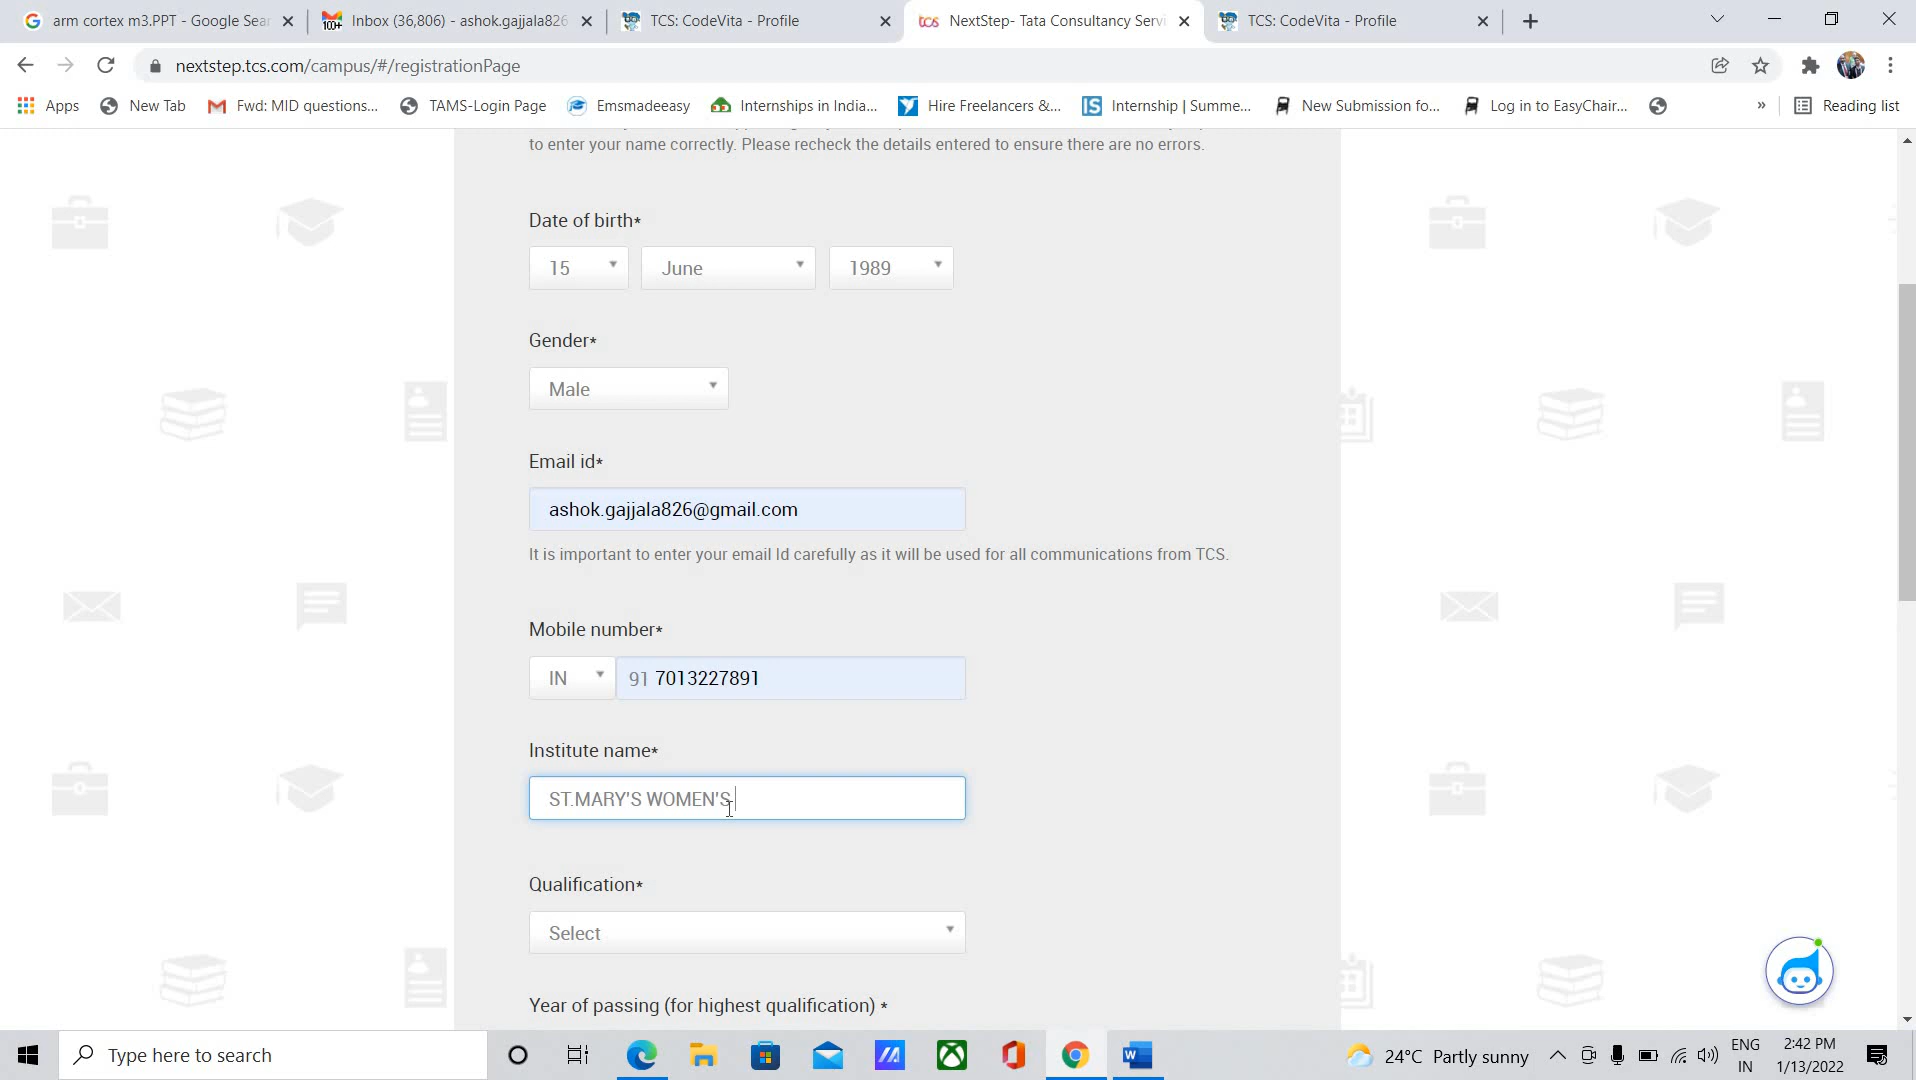 arm cortex m3.PPT - Google Sear
Inbox (36,806) - ashok.gajjala826
TCS: CodeVita - Profile
tcs NextStep- Tata Consultancy Servi
TCS: CodeVita - Profile
nextstep.tcs.com/campus/#/registrationPage
Apps
New Tab
Fwd: MID questions...
TAMS-Login Page
Emsmadeeasy
Internships in India...
Hire Freelancers &...
Internship | Summe...
New Submission fo...
Log in to EasyChair...
»
Reading list
to enter your name correctly. Please recheck the details entered to ensure there are no errors.
Date of birth*
15 June 1989
Gender*
Male
Email id*
ashok.gajjala826@gmail.com
It is important to enter your email Id carefully as it will be used for all communications from TCS.
Mobile number*
IN 91 7013227891
Institute name*
ST.MARY'S WOMEN'S
Qualification*
Select
Year of passing (for highest qualification) *
Type here to search
24°C Partly sunny
ENG
IN
2:42 PM
1/13/2022